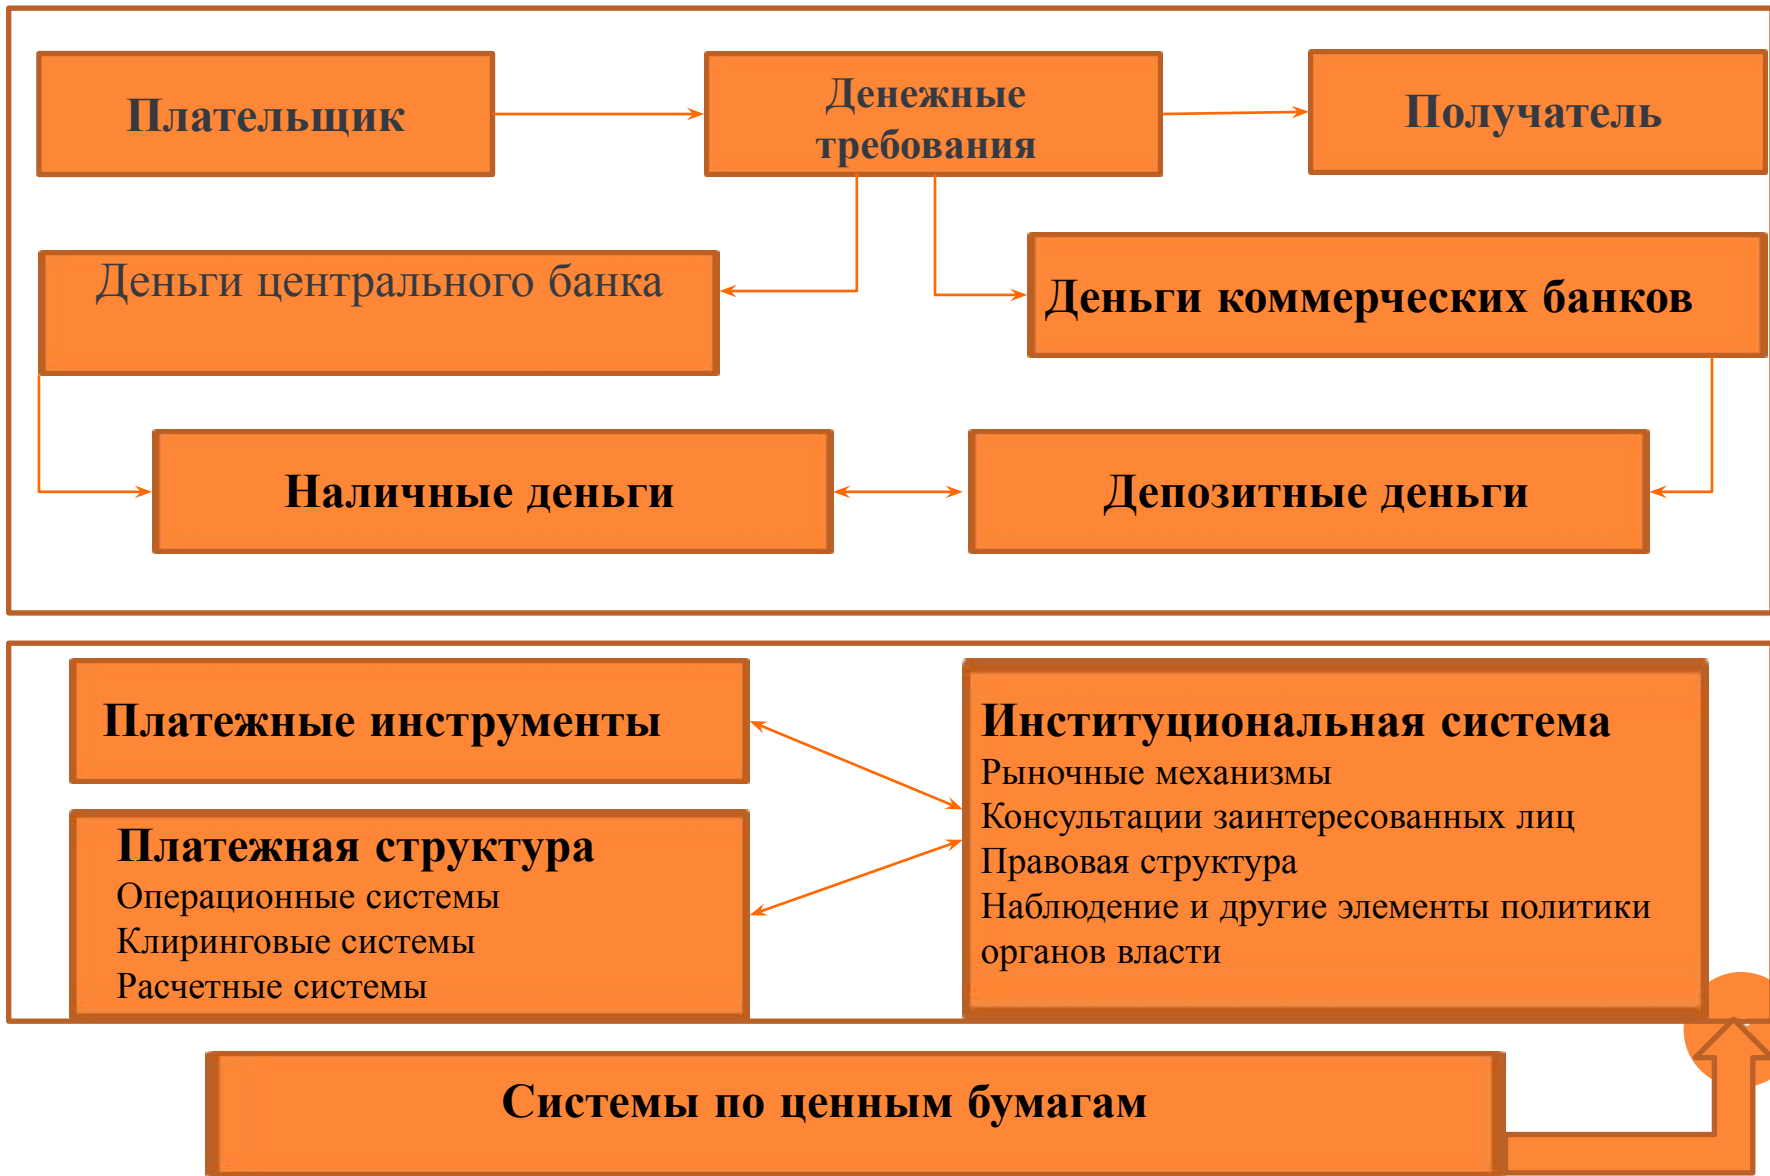 Плательщик
Денежные
требования
Получатель
Деньги центрального банка
Деньги коммерческих банков
Наличные деньги
Депозитные деньги
Платежные инструменты
Платежная структура
Операционные системы
Клиринговые системы
Расчетные системы
Институциональная система
Рыночные механизмы
Консультации заинтересованных лиц
Правовая структура
Наблюдение и другие элементы политики
органов власти
Системы по ценным бумагам